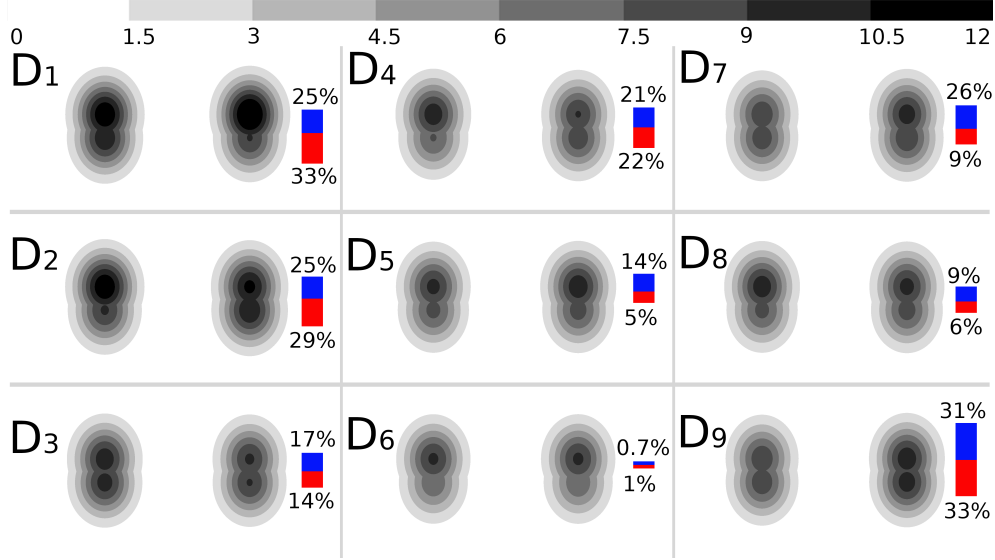 0 1.5 3 4.5 6 7.5 9 10.5 12
D1 25% 33%
D4 21% 22%
D7 26% 9%
D2 25% 29%
D5 14% 5%
D8 9% 6%
D3 17% 14%
D6 0.7% 1%
D9 31% 33%